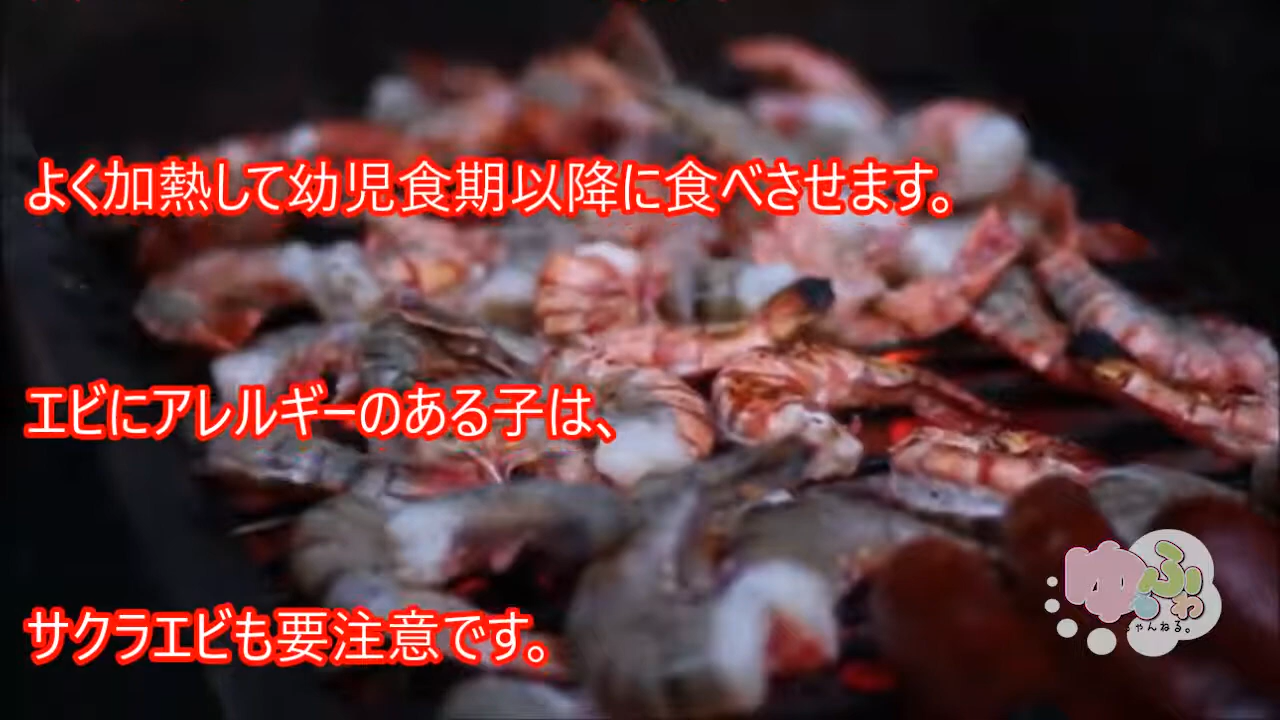 よく加熱して幼児食期以降に食べさせます。
エビにアレルギーのある子は、
サクラエビも要注意です。
ゆるふわ
ちゃんねる。